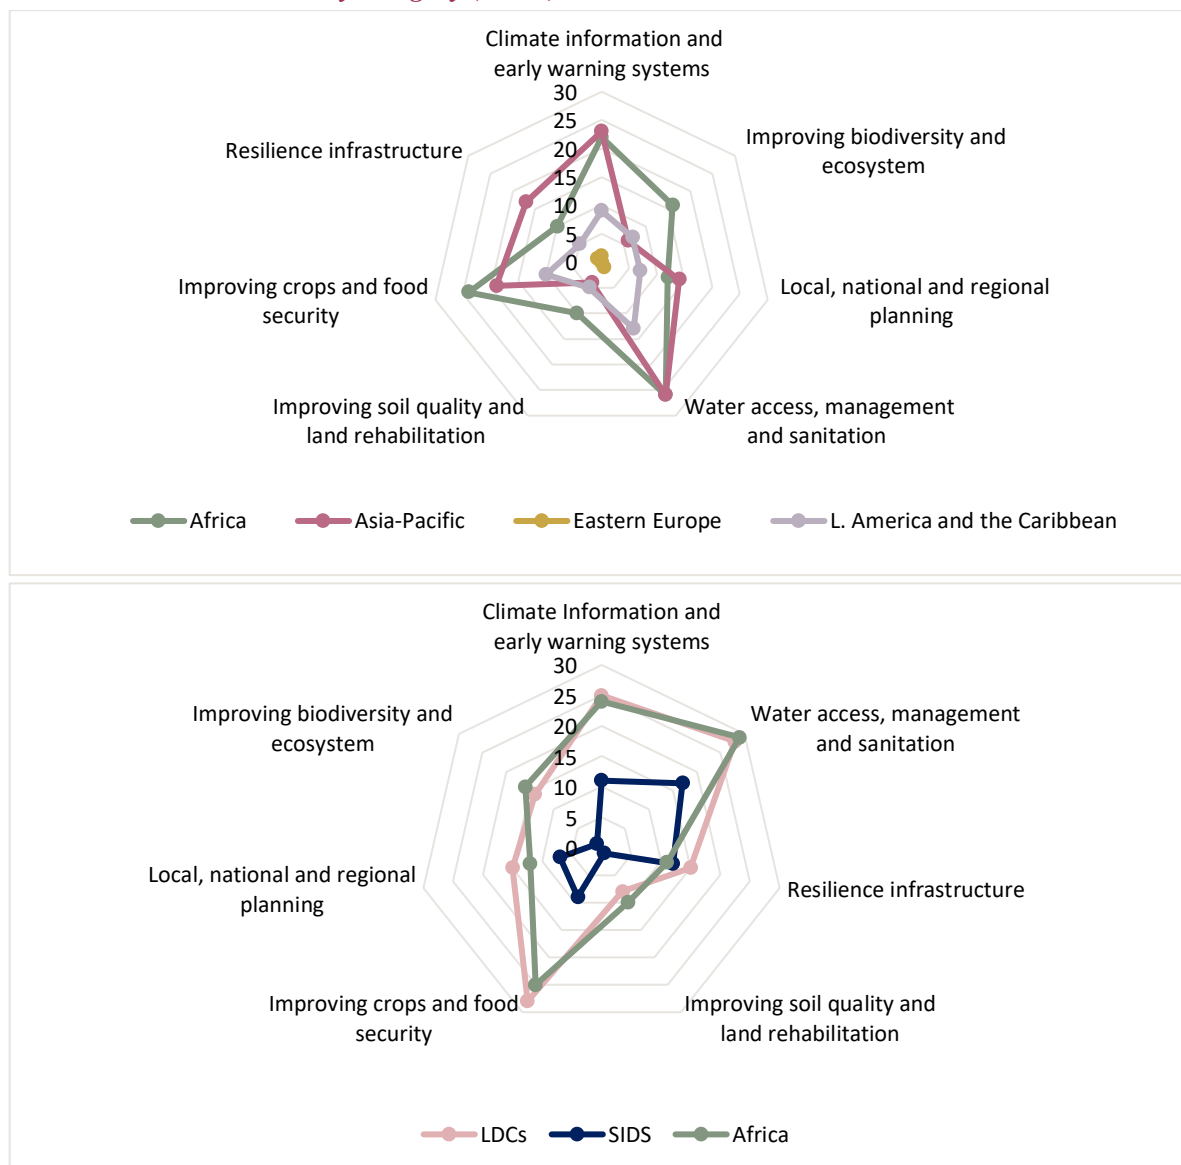 Climate information and
early warning systems
30
25
20
15
10
5
0
Improving biodiversity and
ecosystem
Local, national and regional
planning
Water access, management
and sanitation
Improving soil quality and
land rehabilitation
Improving crops and food
security
Resilience infrastructure
Africa
Asia-Pacific
Eastern Europe
L. America and the Caribbean
Climate Information and
early warning systems
30
25
20
15
10
5
0
Water access, management
and sanitation
Resilience infrastructure
Improving soil quality and
land rehabilitation
Improving crops and food
security
Local, national and regional
planning
Improving biodiversity and
ecosystem
LDCs
SIDS
Africa